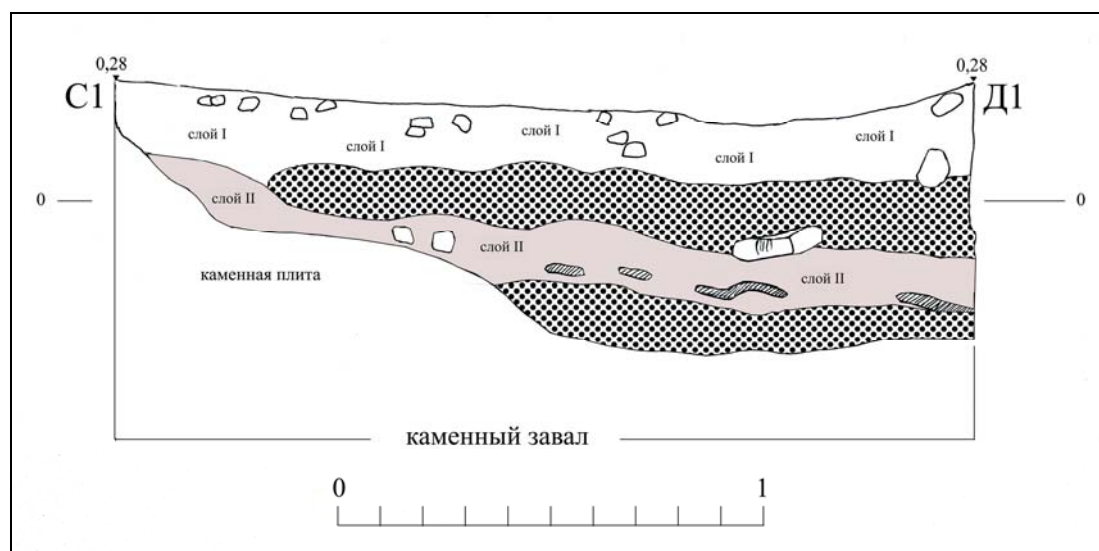 0,28
0,28
С1
Д1
слой I
слой I
слой I
слой I
слой I
0
0
слой II
слой II
слой II
каменная плита
каменный завал
0
1